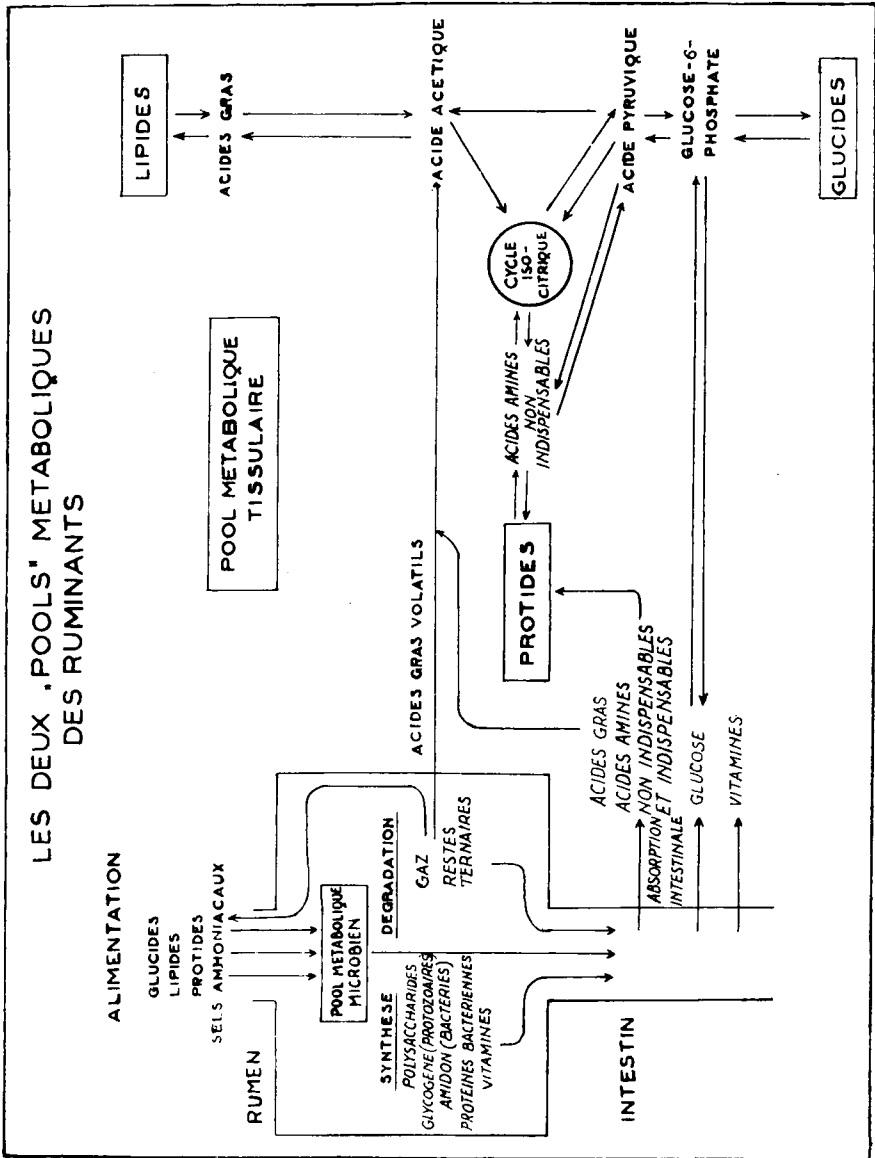 LES DEUX „POOLS" METABOLIQUES
DES RUMINANTS
ALIMENTATION
GLUCIDES
LIPIDES
PROTIDES
SELS AMMONIACAUX
RUMEN
POOL METABOLIQUE
MICROBIEN
SYNTHESE
POLYSACCHARIDES
GLYCOGENE (PROTOZOAIRES)
AMIDON (BACTERIES)
PROTEINES BACTERIENNES
VITAMINES
DEGRADATION
GAZ
RESTES
TERNAIRES
INTESTIN
ACIDES GRAS VOLATILS
ACIDES GRAS
ACIDES AMINES
NON INDISPENSABLES
ET INDISPENSABLES
ABSORPTION
INTESTINALE
GLUCOSE
VITAMINES
POOL METABOLIQUE
TISSULAIRE
PROTIDES
ACIDES AMINES
NON
INDISPENSABLES
CYCLE
ISO-
CITRIQUE
LIPIDES
ACIDES GRAS
ACIDE ACETIQUE
ACIDE PYRUVIQUE
GLUCOSE-6-
PHOSPHATE
GLUCIDES